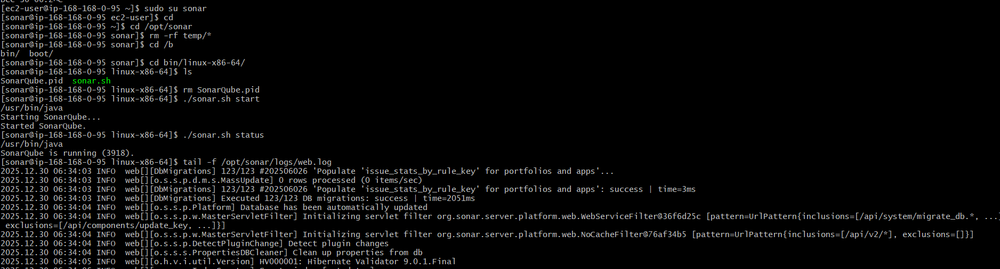 [ec2-user@ip-168-168-0-95 ~]$ sudo su sonar
[sonar@ip-168-168-0-95 ec2-user]$ cd
[sonar@ip-168-168-0-95 ~]$ cd /opt/sonar
[sonar@ip-168-168-0-95 sonar]$ rm -rf temp/*
[sonar@ip-168-168-0-95 sonar]$ cd /b
bin/  boot/
[sonar@ip-168-168-0-95 sonar]$ cd bin/linux-x86-64/
[sonar@ip-168-168-0-95 linux-x86-64]$ ls
SonarQube.pid  sonar.sh
[sonar@ip-168-168-0-95 linux-x86-64]$ rm SonarQube.pid
[sonar@ip-168-168-0-95 linux-x86-64]$ ./sonar.sh start
/usr/bin/java
Starting SonarQube...
Started SonarQube.
[sonar@ip-168-168-0-95 linux-x86-64]$ ./sonar.sh status
/usr/bin/java
SonarQube is running (3918).
[sonar@ip-168-168-0-95 linux-x86-64]$ tail -f /opt/sonar/logs/web.log
2025.12.30 06:34:03 INFO  web[][DbMigrations] 123/123 #202506026 'Populate 'issue_stats_by_rule_key' for portfolios and apps'...
2025.12.30 06:34:03 INFO  web[][o.s.s.p.d.m.s.MassUpdate] 0 rows processed (0 items/sec)
2025.12.30 06:34:03 INFO  web[][DbMigrations] 123/123 #202506026 'Populate 'issue_stats_by_rule_key' for portfolios and apps': success | time=3ms
2025.12.30 06:34:03 INFO  web[][DbMigrations] Executed 123/123 DB migrations: success | time=2051ms
2025.12.30 06:34:04 INFO  web[][o.s.s.p.Platform] Database has been automatically updated
2025.12.30 06:34:04 INFO  web[][o.s.s.p.w.MasterServletFilter] Initializing servlet filter org.sonar.server.platform.web.WebServiceFilter@36f6d25c [pattern=UrlPattern{inclusions=[/api/system/migrate_db.*, ...],
 exclusions=[/api/components/update_key, ...]}]
2025.12.30 06:34:04 INFO  web[][o.s.s.p.w.MasterServletFilter] Initializing servlet filter org.sonar.server.platform.web.NoCacheFilter@76af34b5 [pattern=UrlPattern{inclusions=[/api/v2/*], exclusions=[]}]
2025.12.30 06:34:04 INFO  web[][o.s.s.p.DetectPluginChange] Detect plugin changes
2025.12.30 06:34:04 INFO  web[][o.s.s.s.PropertiesDBCleaner] Clean up properties from db
2025.12.30 06:34:05 INFO  web[][o.h.v.i.util.Version] HV000001: Hibernate Validator 9.0.1.Final